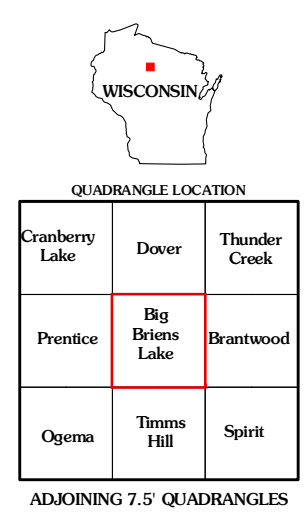 WISCONSIN
QUADRANGLE LOCATION
Cranberry
Lake
Dover
Thunder
Creek
Prentice
Big
Briens
Lake
Brantwood
Ogema
Timms
Hill
Spirit
ADJOINING 7.5' QUADRANGLES